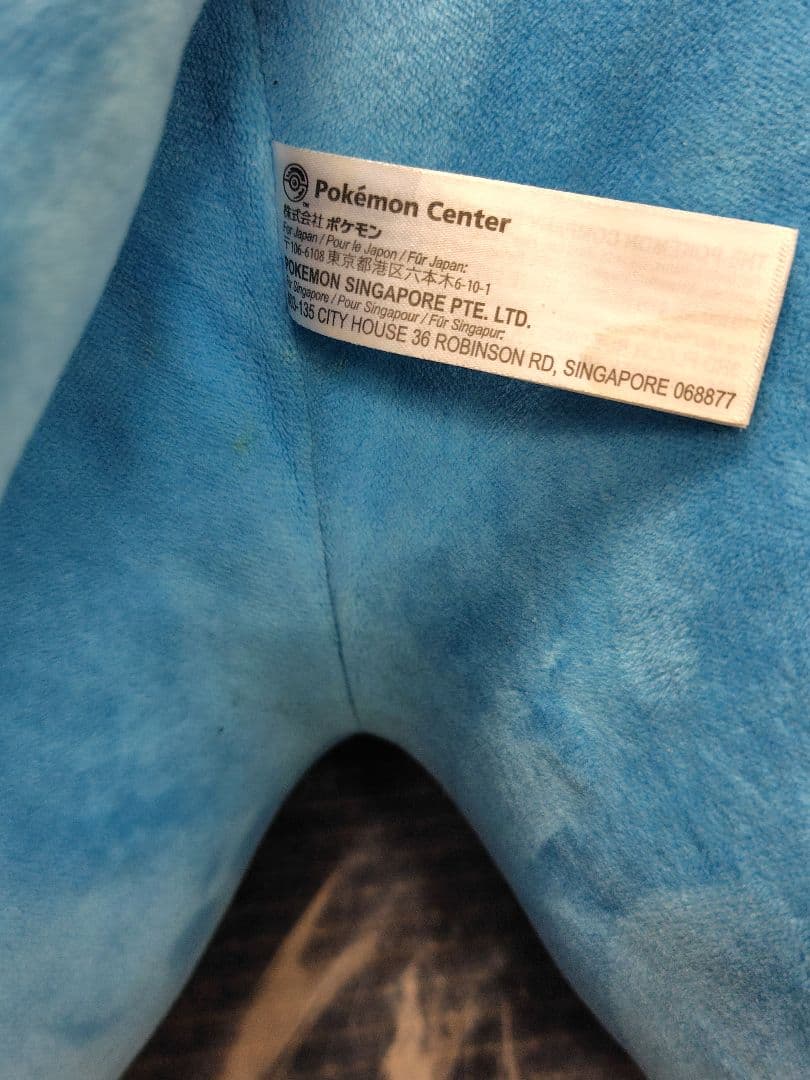 Pokémon Center
TM
株式会社 ポケモン
For Japan / Pour le Japon / Für Japan:
〒106-6108 東京都港区六本木6-10-1
POKEMON SINGAPORE PTE. LTD.
For Singapore / Pour Singapour / Für Singapur:
#03-135 CITY HOUSE 36 ROBINSON RD, SINGAPORE 068877